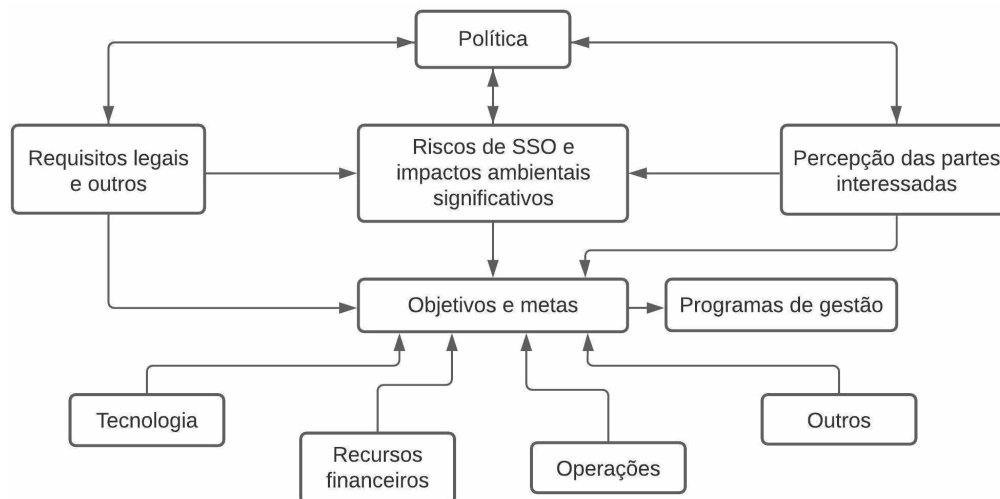 Política
Requisitos legais
e outros
Riscos de SSO e
impactos ambientais
significativos
Percepção das partes
interessadas
Objetivos e metas
Programas de gestão
Tecnologia
Recursos
financeiros
Operações
Outros